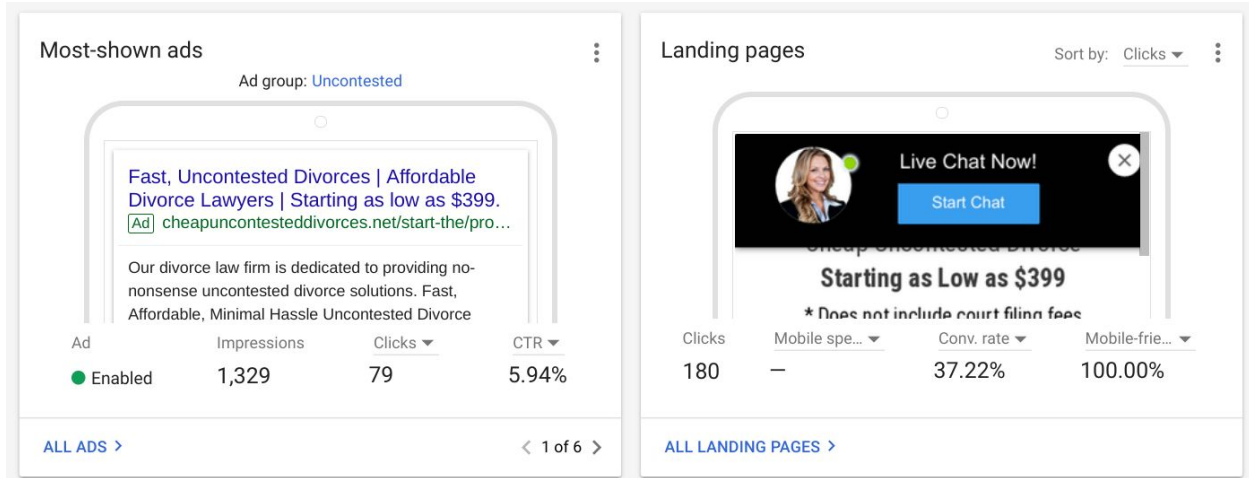 Most-shown ads
Ad group: Uncontested
Fast, Uncontested Divorces | Affordable
Divorce Lawyers | Starting as low as $399.
Ad cheapuncontesteddivorces.net/start-the/pro...
Our divorce law firm is dedicated to providing no-
nonsense uncontested divorce solutions. Fast,
Affordable, Minimal Hassle Uncontested Divorce
Ad Impressions Clicks CTR
Enabled 1,329 79 5.94%
ALL ADS > < 1 of 6 >
Landing pages
Sort by: Clicks
Live Chat Now!
Start Chat
Cheap Uncontested Divorce
Starting as Low as $399
* Does not include court filing fees
Clicks Mobile spe... Conv. rate Mobile-frie...
180 — 37.22% 100.00%
ALL LANDING PAGES >